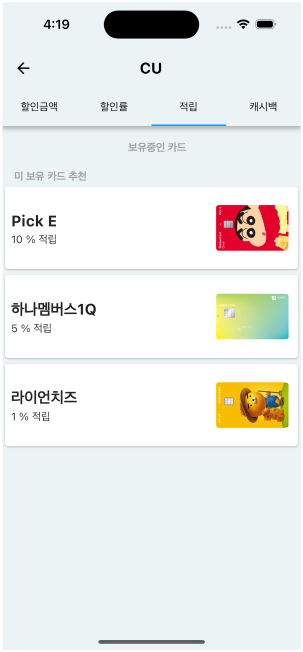 4:19
CU
할인금액 할인률 적립 캐시백
보유중인 카드
미 보유 카드 추천
Pick E
10 % 적립
하나멤버스1Q
5 % 적립
라이언치즈
1 % 적립